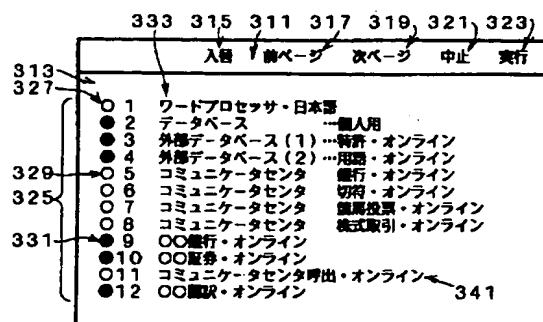 333 315 311 317 319 321 323
入替 前ページ 次ページ 中止 実行
313
327
○ 1 ワードプロセッサ・日本語
● 2 データベース …個人用
● 3 外部データベース（1）…特許・オンライン
● 4 外部データベース（2）…用語・オンライン
329 ○ 5 コミュニケータセンタ 銀行・オンライン
325 ○ 6 コミュニケータセンタ 切符・オンライン
○ 7 コミュニケータセンタ 競馬投票・オンライン
○ 8 コミュニケータセンタ 株式取引・オンライン
331 ● 9 ○○銀行・オンライン
● 10 ○○証券・オンライン
○ 11 コミュニケータセンタ呼出・オンライン
● 12 ○○翻訳・オンライン 341